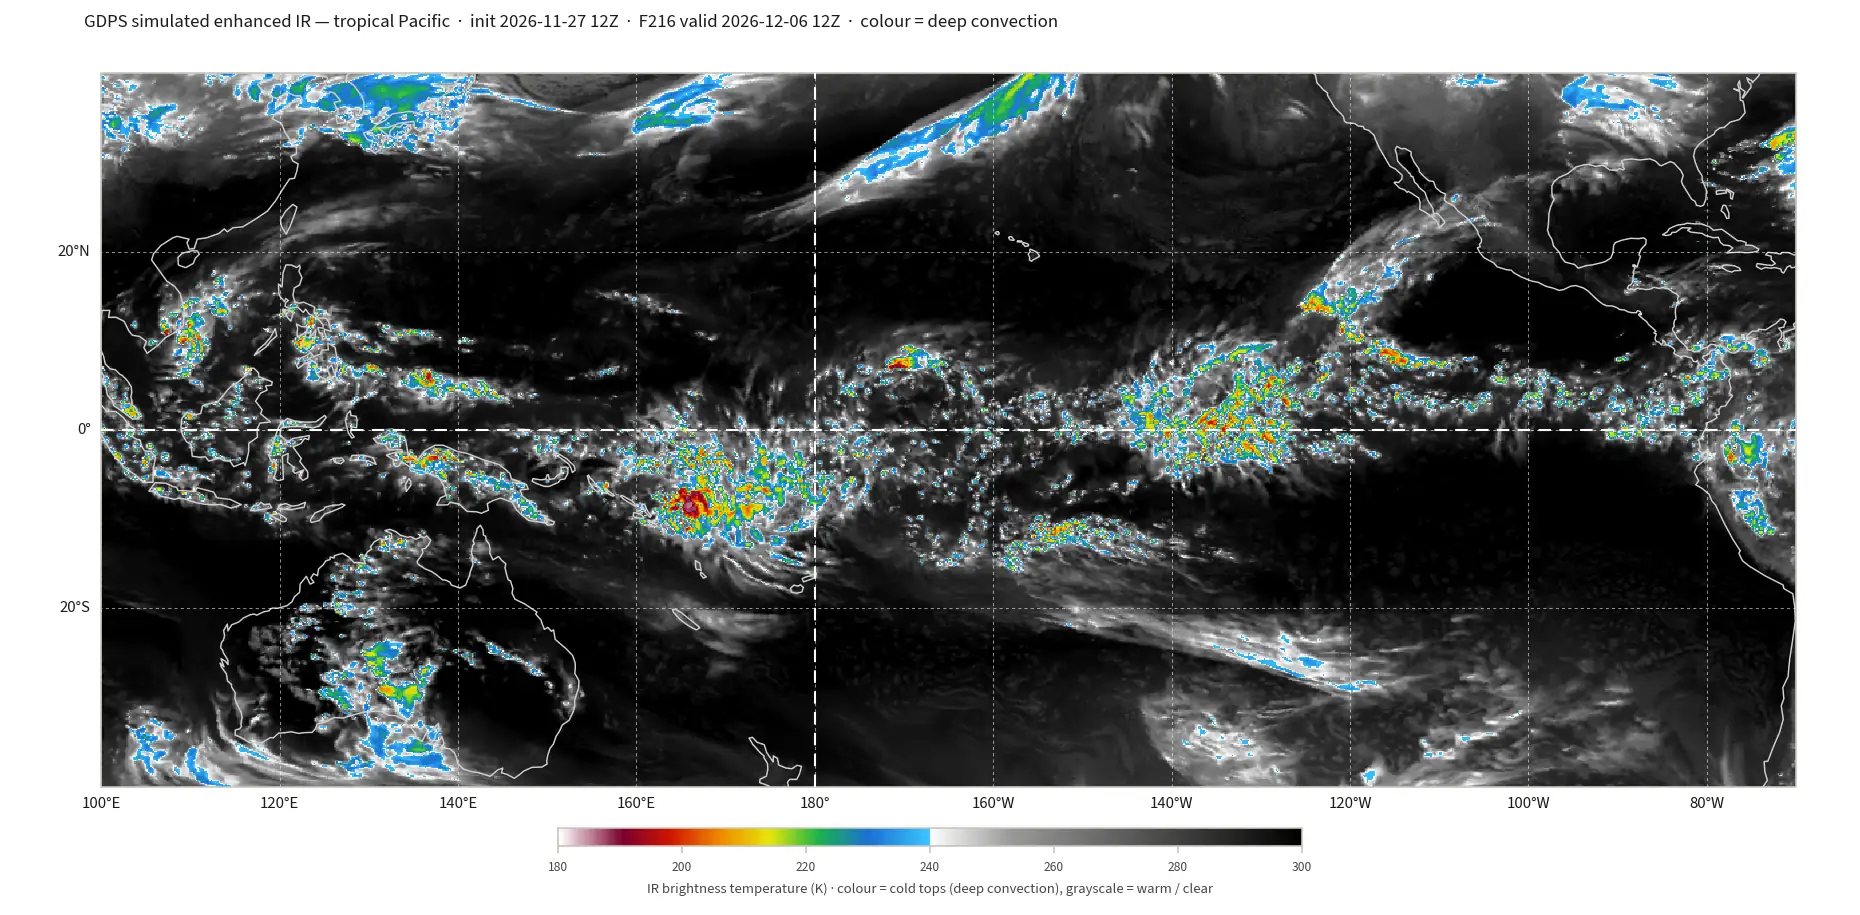 GDPS simulated enhanced IR — tropical Pacific · init 2026-11-27 12Z · F216 valid 2026-12-06 12Z · colour = deep convection
20°N
0°
20°S
100°E 120°E 140°E 160°E 180° 160°W 140°W 120°W 100°W 80°W
180 200 220 240 260 280 300
IR brightness temperature (K) · colour = cold tops (deep convection), grayscale = warm / clear